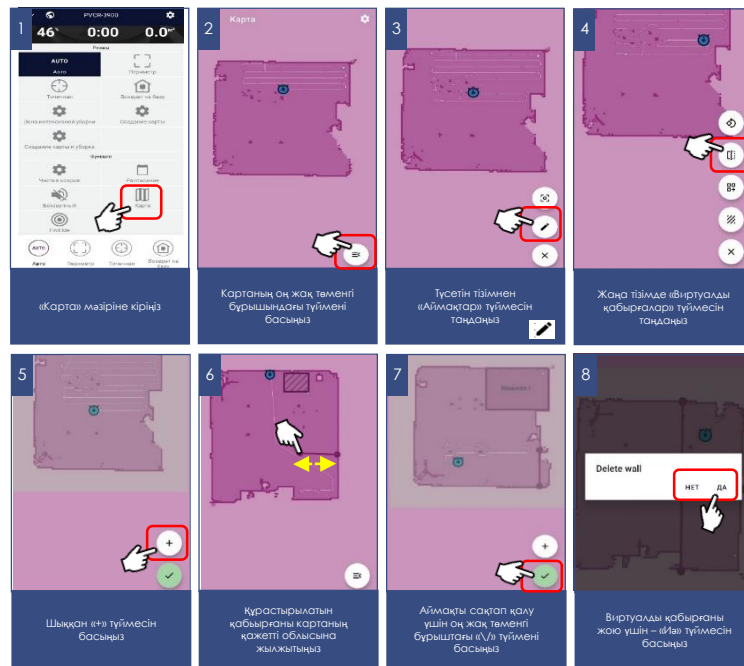 1
PVCR-3900
46%
0:00
0.0м²
Режим
AUTO
Авто
Периметр
Точечная
Возврат на базу
Зона интенсивной уборки
Создание карты
Создание карты и уборка
Функции
Чистка ковров
Расписание
Карта
Find Me
AUTO
Авто
Периметр
Точечная
Возврат на базу
«Карта» мәзіріне кіріңіз
2
Карта
Картаның оң жақ төменгі
бұрышындағы түймені
басыңыз
3
Түсетін тізімнен
«Аймақтар» түймесін
таңдаңыз
4
Жаңа тізімде «Виртуалды
қабырғалар» түймесін
таңдаңыз
5
Шыққан «+» түймесін
басыңыз
6
Құрастырылатын
қабырғаны картаның
қажетті облысына
жылжытыңыз
7
Аймақты сақтап қалу
үшін оң жақ төменгі
бұрыштағы «\/» түймені
басыңыз
8
Delete wall
НЕТ
ДА
Виртуалды қабырғаны
жою үшін – «Иә» түймесін
басыңыз